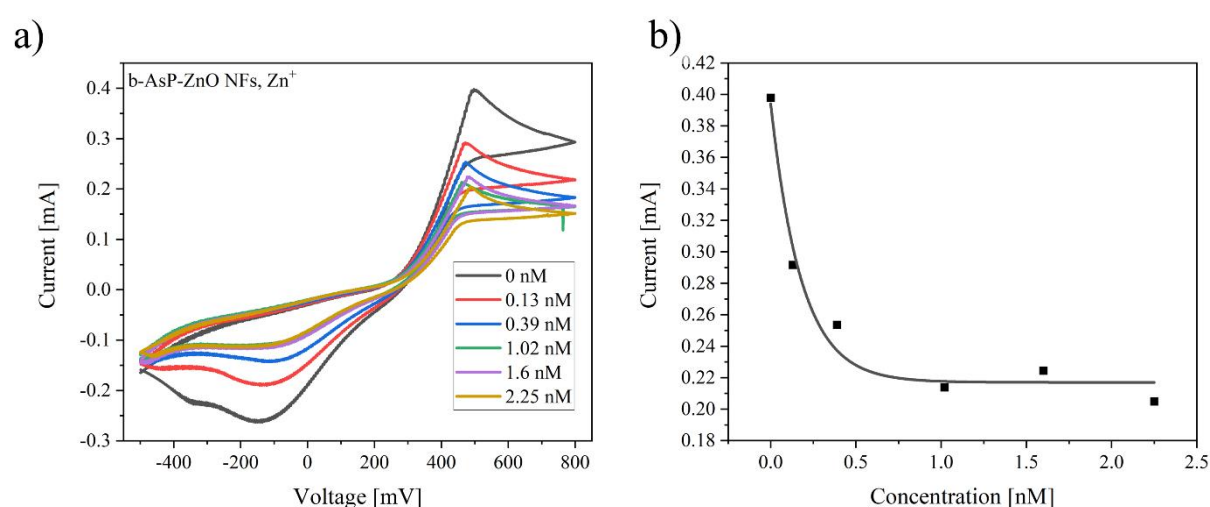 a)
b-AsP-ZnO NFs, Zn⁺
Current [mA]
0.4
0.3
0.2
0.1
0.0
-0.1
-0.2
-0.3
0 nM
0.13 nM
0.39 nM
1.02 nM
1.6 nM
2.25 nM
-400
-200
0
200
400
600
800
Voltage [mV]
b)
Current [mA]
0.42
0.40
0.38
0.36
0.34
0.32
0.30
0.28
0.26
0.24
0.22
0.20
0.18
0.0
0.5
1.0
1.5
2.0
2.5
Concentration [nM]